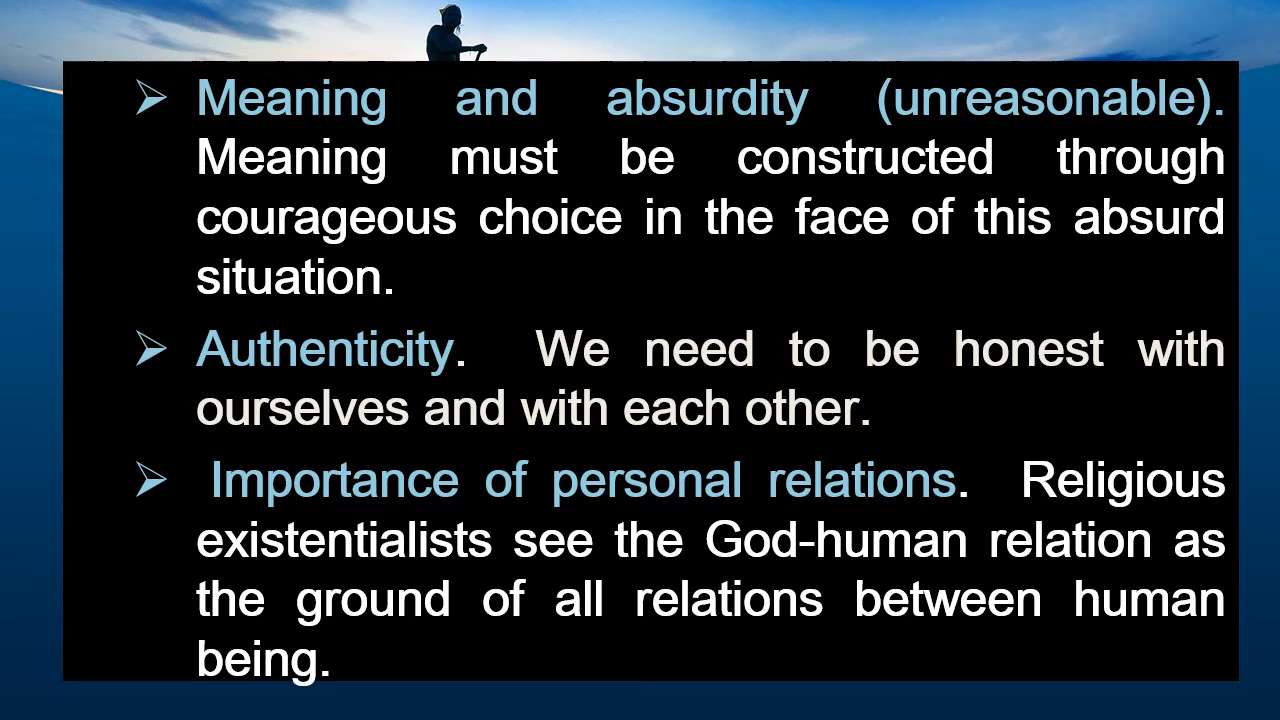 ➢ Meaning and absurdity (unreasonable).
Meaning must be constructed through
courageous choice in the face of this absurd
situation.
➢ Authenticity. We need to be honest with
ourselves and with each other.
➢ Importance of personal relations. Religious
existentialists see the God-human relation as
the ground of all relations between human
being.